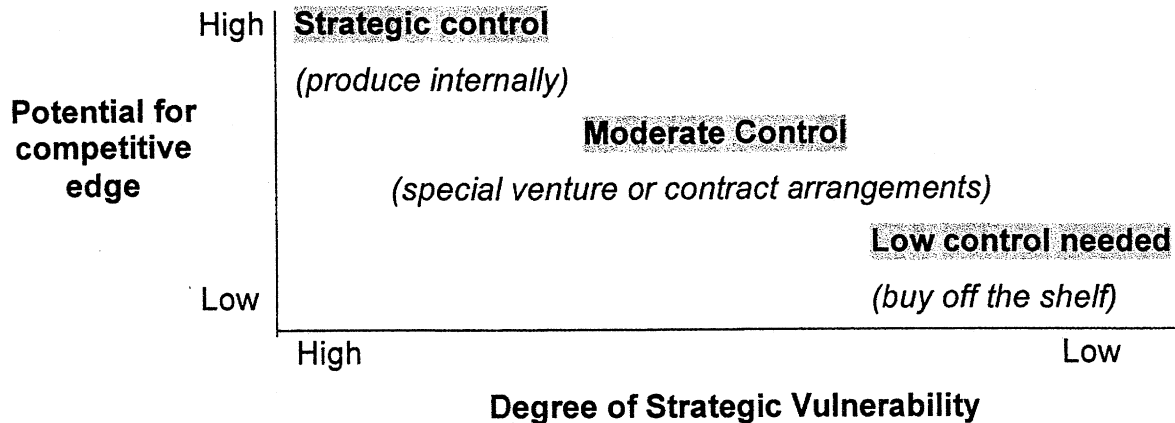 High
Strategic control
(produce internally)
Potential for
competitive
edge
Moderate Control
(special venture or contract arrangements)
Low control needed
(buy off the shelf)
Low
High
Low
Degree of Strategic Vulnerability